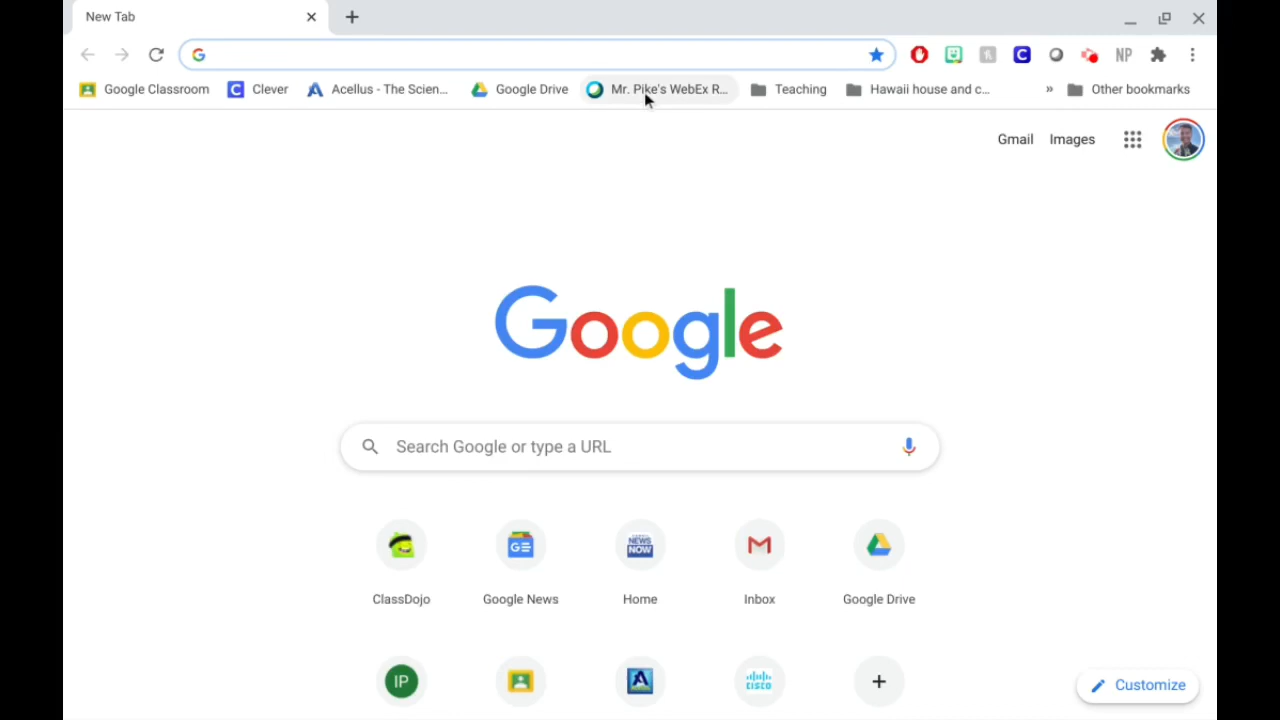 New Tab
Google Classroom Clever Acellus - The Scien... Google Drive Mr. Pike's WebEx R... Teaching Hawaii house and c... » Other bookmarks
NP
Gmail Images
Google
Search Google or type a URL
NEWS NOW
ClassDojo Google News Home Inbox Google Drive
IP
CISCO
Customize